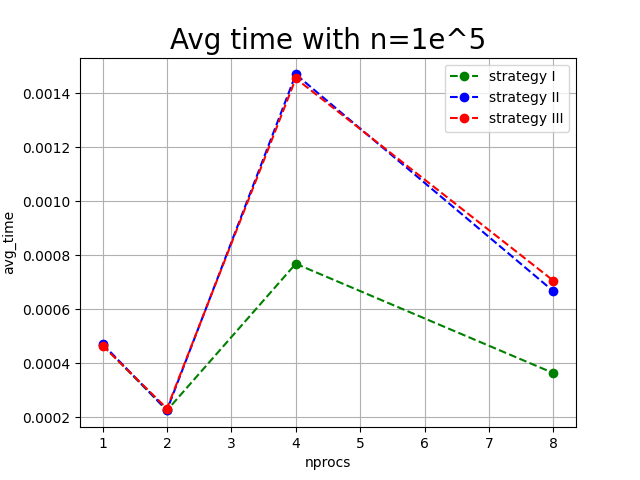 Avg time with n=1e^5
strategy I
strategy II
strategy III
0.0014
0.0012
0.0010
0.0008
0.0006
0.0004
0.0002
avg_time
1 2 3 4 5 6 7 8
nprocs